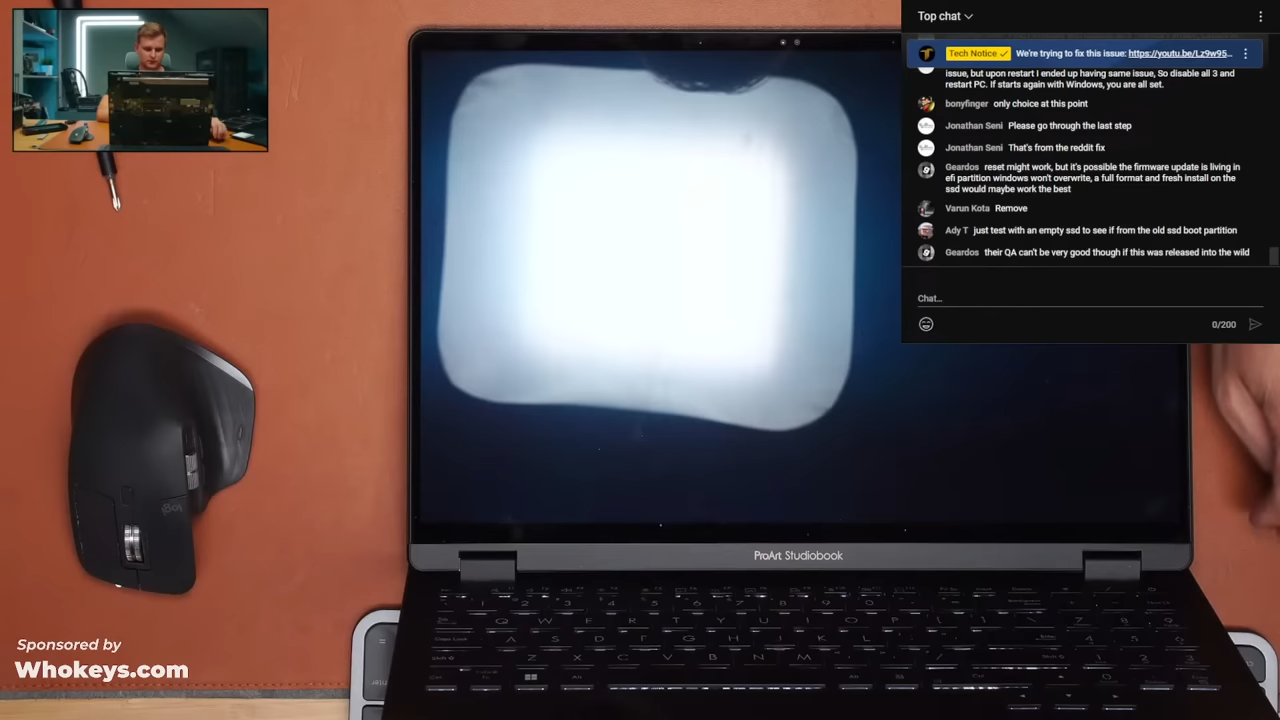 Top chat
Tech Notice ✓ We're trying to fix this issue: https://youtu.be/Lz9w95...
issue, but upon restart I ended up having same issue, So disable all 3 and
restart PC. If starts again with Windows, you are all set.
bonyfinger only choice at this point
Jonathan Seni Please go through the last step
Jonathan Seni That's from the reddit fix
Geardos reset might work, but it's possible the firmware update is living in
efi partition windows won't overwrite, a full format and fresh install on the
ssd would maybe work the best
Varun Kota Remove
Ady T just test with an empty ssd to see if from the old ssd boot partition
Geardos their QA can't be very good though if this was released into the wild
Chat...
0/200
logi
ProArt Studiobook
Q W E R T Y U I O P
A S D F G H J K L
Z X C V B N M
Sponsored by
Whokeys.com